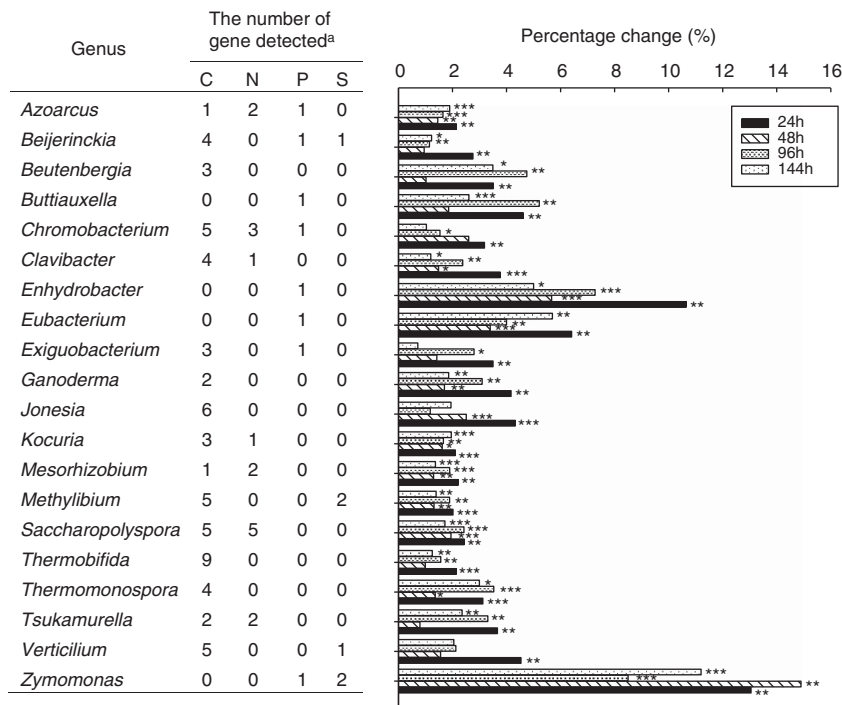 Genus
The number of
gene detectedᵃ
C N P S
Percentage change (%)
0 2 4 6 8 10 12 14 16
24h
48h
96h
144h
Azoarcus 1 2 1 0 *** *** ** **
Beijerinckia 4 0 1 1 * ** **
Beutenbergia 3 0 0 0 * ** **
Buttiauxella 0 0 1 0 *** ** **
Chromobacterium 5 3 1 0 * **
Clavibacter 4 1 0 0 * ** * ***
Enhydrobacter 0 0 1 0 * *** *** **
Eubacterium 0 0 1 0 ** ** *** **
Exiguobacterium 3 0 1 0 * **
Ganoderma 2 0 0 0 ** ** ** **
Jonesia 6 0 0 0 *** ***
Kocuria 3 1 0 0 *** ** * ***
Mesorhizobium 1 2 0 0 *** *** ** **
Methylibium 5 0 0 2 ** ** ** ***
Saccharopolyspora 5 5 0 0 *** *** *** **
Thermobifida 9 0 0 0 ** ** ***
Thermomonospora 4 0 0 0 * *** * ***
Tsukamurella 2 2 0 0 ** ** **
Verticilium 5 0 0 1 **
Zymomonas 0 0 1 2 *** *** ** **